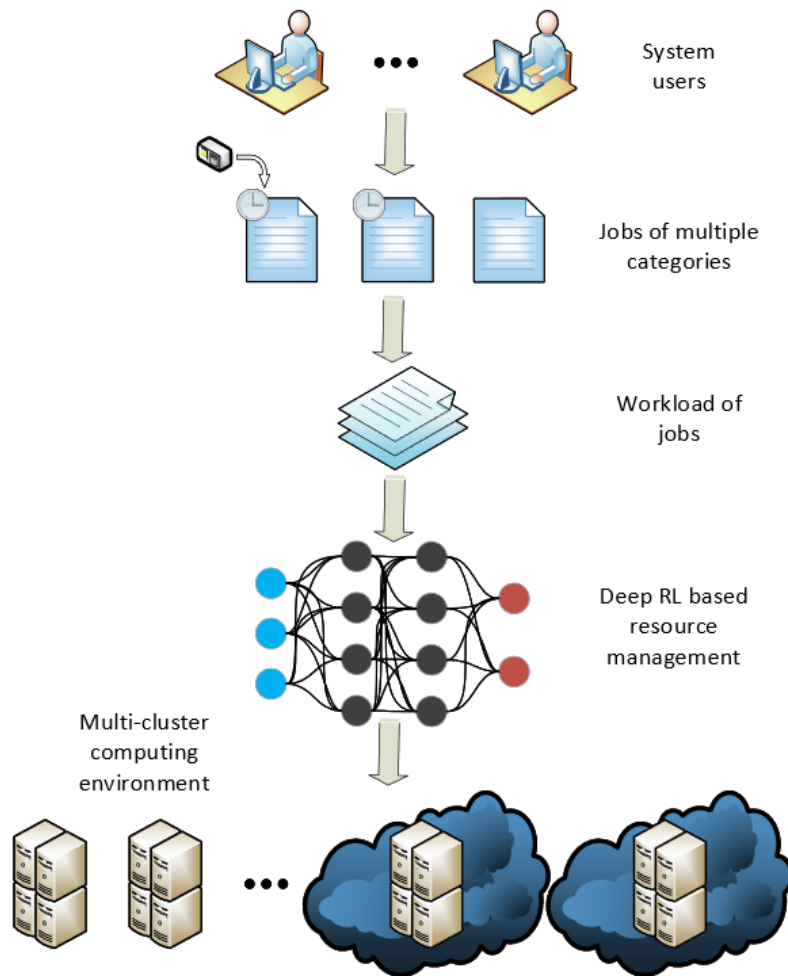 System
users
Jobs of multiple
categories
Workload of
jobs
Deep RL based
resource
management
Multi-cluster
computing
environment